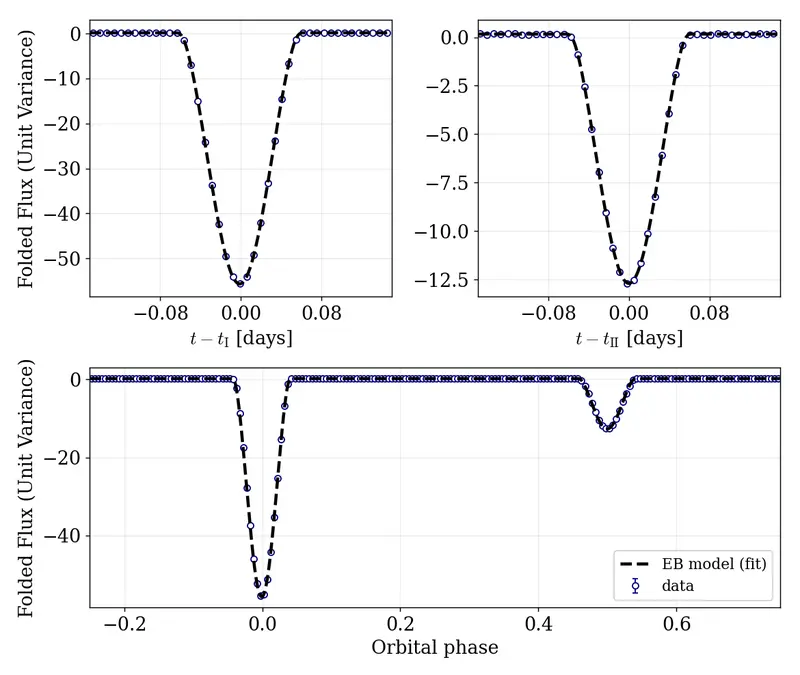 Folded Flux (Unit Variance)
0
−10
−20
−30
−40
−50
−0.08 0.00 0.08
t − tI [days]
0.0
−2.5
−5.0
−7.5
−10.0
−12.5
−0.08 0.00 0.08
t − tII [days]
Folded Flux (Unit Variance)
0
−20
−40
EB model (fit)
data
−0.2 0.0 0.2 0.4 0.6
Orbital phase